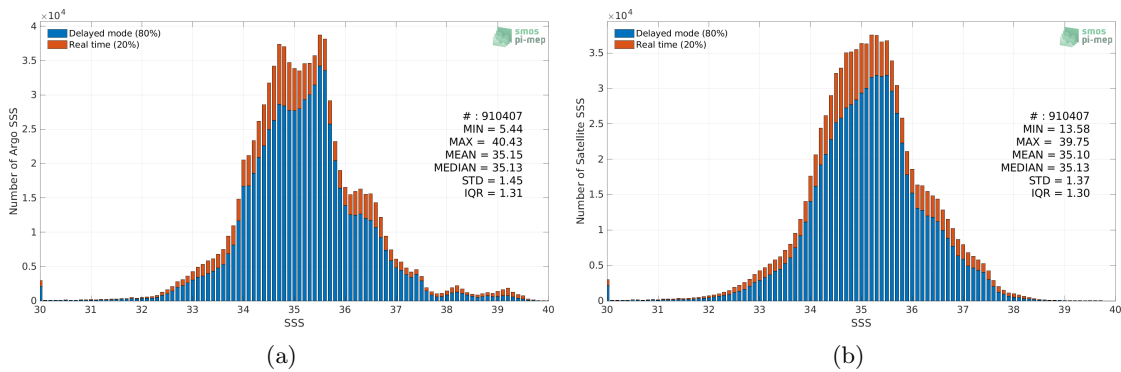 ×10⁴
Delayed mode (80%)
Real time (20%)
smos
pi-mep
Number of Argo SSS
4
3.5
3
2.5
2
1.5
1
0.5
0
# : 910407
MIN = 5.44
MAX = 40.43
MEAN = 35.15
MEDIAN = 35.13
STD = 1.45
IQR = 1.31
30 31 32 33 34 35 36 37 38 39 40
SSS
(a)
×10⁴
Delayed mode (80%)
Real time (20%)
smos
pi-mep
Number of Satellite SSS
3.5
3
2.5
2
1.5
1
0.5
0
# : 910407
MIN = 13.58
MAX = 39.75
MEAN = 35.10
MEDIAN = 35.13
STD = 1.37
IQR = 1.30
30 31 32 33 34 35 36 37 38 39 40
SSS
(b)